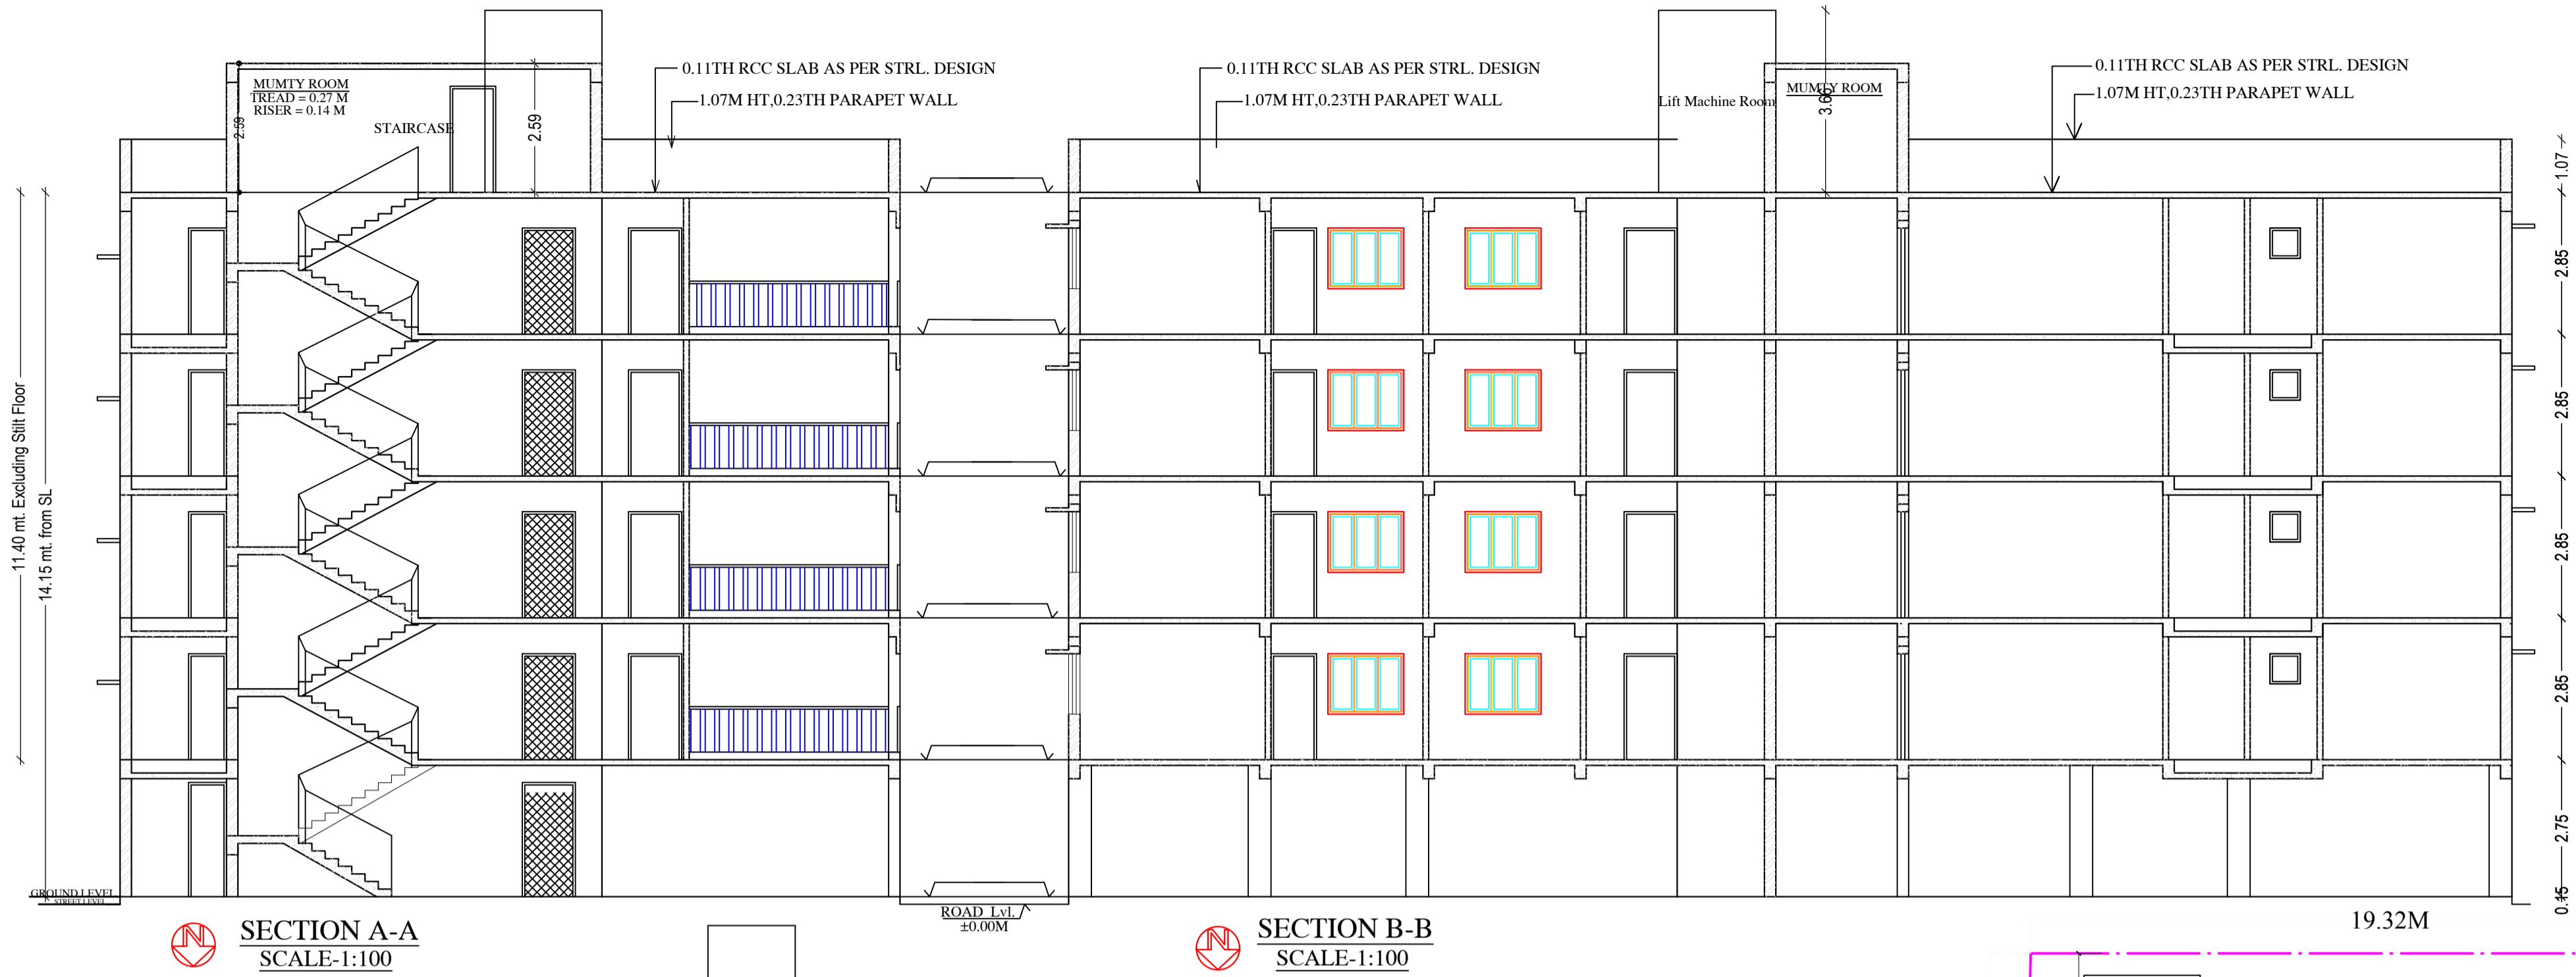 MUMTY ROOM
TREAD = 0.27 M
RISER = 0.14 M
STAIRCASE
2.59
2.59
0.11TH RCC SLAB AS PER STRL. DESIGN
1.07M HT,0.23TH PARAPET WALL
0.11TH RCC SLAB AS PER STRL. DESIGN
1.07M HT,0.23TH PARAPET WALL
Lift Machine Room
3.66
MUMTY ROOM
0.11TH RCC SLAB AS PER STRL. DESIGN
1.07M HT,0.23TH PARAPET WALL
1.07
2.85
2.85
2.85
2.85
2.75
0.45
11.40 mt. Excluding Stilt Floor
14.15 mt. from SL
GROUND LEVEL
STREET LEVEL
ROAD Lvl.
±0.00M
N
SECTION A-A
SCALE-1:100
N
SECTION B-B
SCALE-1:100
19.32M